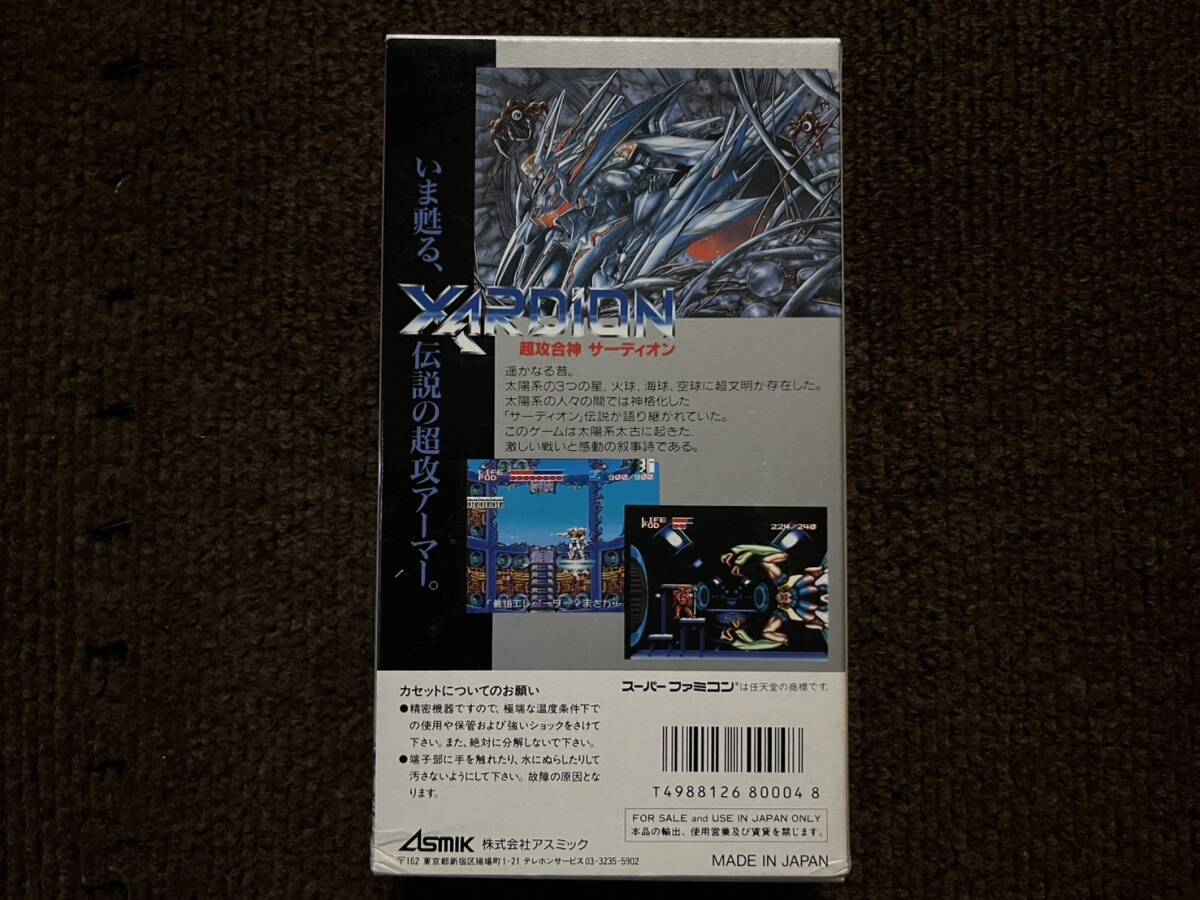 いま甦る、
伝説の超攻アーマー。
XARDION
超攻合神 サーディオン
遥かなる昔。
太陽系の3つの星、火球、海球、空球に超文明が存在した。
太陽系の人々の間では神格化した
「サーディオン」伝説が語り継がれていた。
このゲームは太陽系太古に起きた、
激しい戦いと感動の叙事詩である。
LIFE
POD
LIFE
POD
224/240
カセットについてのお願い
●精密機器ですので、極端な温度条件下で
の使用や保管および強いショックをさけて
下さい。また、絶対に分解しないで下さい。
●端子部に手を触れたり、水にぬらしたりして
汚さないようにして下さい。故障の原因とな
ります。
スーパーファミコン®は任天堂の商標です。
T4988126 80004 8
FOR SALE and USE IN JAPAN ONLY
本品の輸出、使用営業及び賃貸を禁じます。
ASMIK 株式会社アスミック
〒162 東京都新宿区揚場町1-21 テレホンサービス03-3235-5902
MADE IN JAPAN